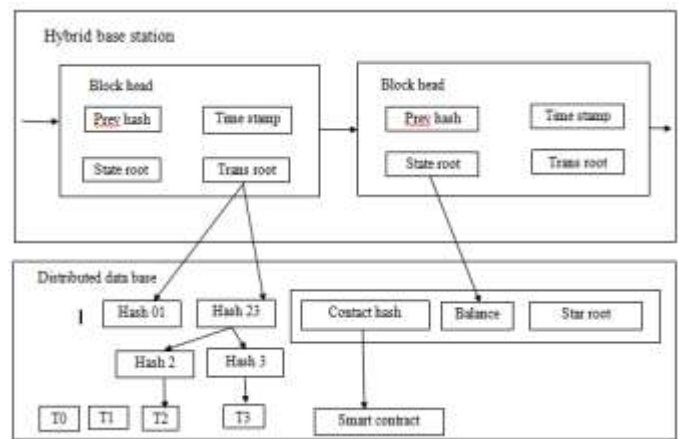 Hybrid base station
Block head
Prev hash
Time stamp
State root
Trans root
Block head
Prev hash
Time stamp
State root
Trans root
Distributed data base
1
Hash 01
Hash 23
Contact hash
Balance
Star root
Hash 2
Hash 3
T0
T1
T2
T3
Smart contract